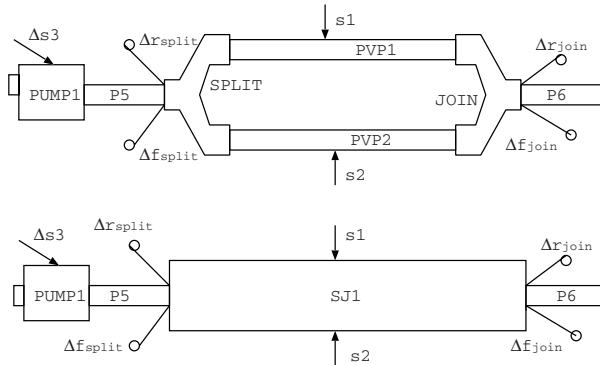 s1
Δs3
Δrsplit
Δrjoin
PVP1
PUMP1
P5
SPLIT
JOIN
P6
PVP2
Δfsplit
Δfjoin
s2
Δrsplit
Δs3
s1
Δrjoin
PUMP1
P5
SJ1
P6
Δfsplit
Δfjoin
s2